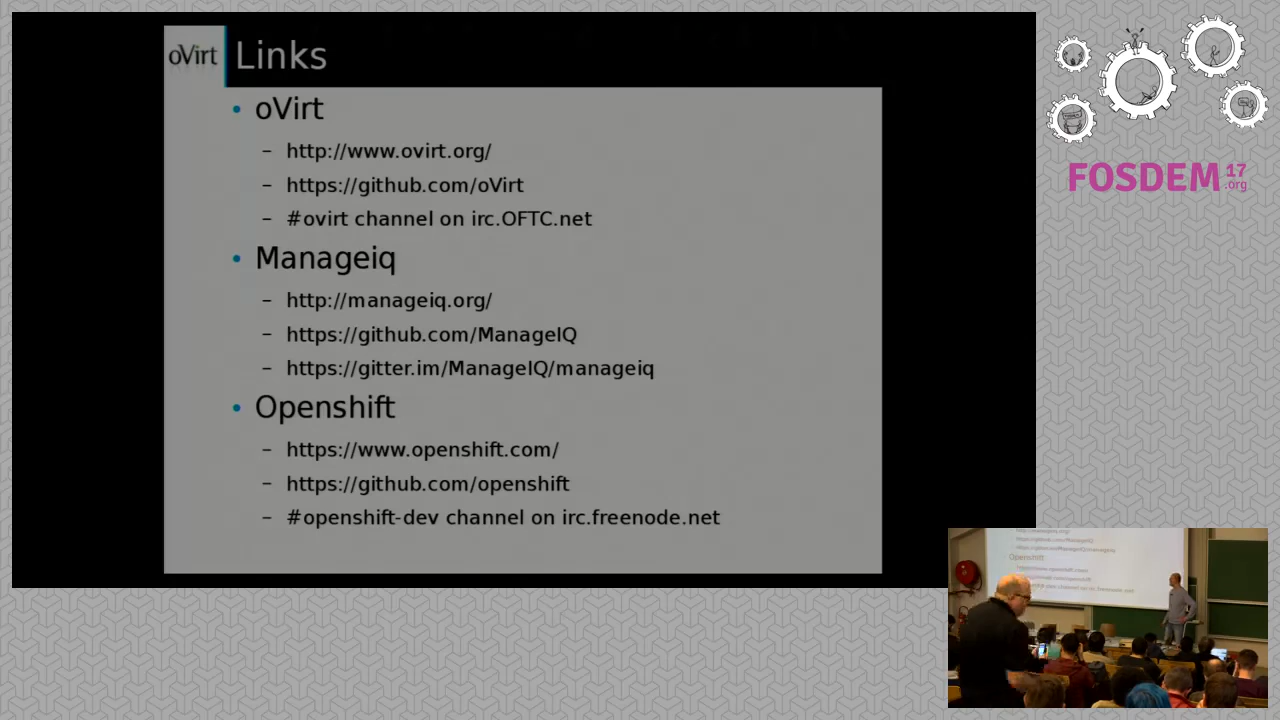 oVirt
Links
oVirt
http://www.ovirt.org/
https://github.com/oVirt
#ovirt channel on irc.OFTC.net
Manageiq
http://manageiq.org/
https://github.com/ManageIQ
https://gitter.im/ManageIQ/manageiq
Openshift
https://www.openshift.com/
https://github.com/openshift
#openshift-dev channel on irc.freenode.net
FOSDEM 17
.org
Openshift